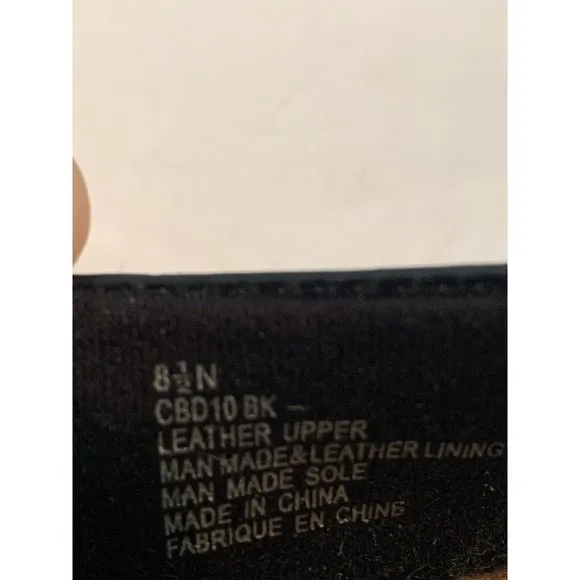 8½N
CBD10 BK
LEATHER UPPER
MAN MADE&LEATHER LINING
MAN MADE SOLE
MADE IN CHINA
FABRIQUE EN CHINE